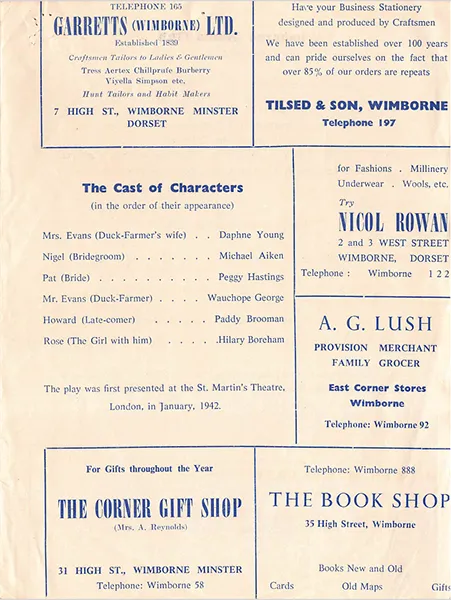 TELEPHONE 165
GARRETTS (WIMBORNE) LTD.
Established 1839
Craftsmen Tailors to Ladies & Gentlemen
Tress Aertex Chillprufe Burberry
Viyella Simpson etc.
Hunt Tailors and Habit Makers
7 HIGH ST., WIMBORNE MINSTER
DORSET
Have your Business Stationery
designed and produced by Craftsmen
We have been established over 100 years
and can pride ourselves on the fact that
over 85% of our orders are repeats
TILSED & SON, WIMBORNE
Telephone 197
The Cast of Characters
(in the order of their appearance)
Mrs. Evans (Duck-Farmer's wife) . . Daphne Young
Nigel (Bridegroom) . . . . . . . Michael Aiken
Pat (Bride) . . . . . . . . . . Peggy Hastings
Mr. Evans (Duck-Farmer) . . . . . Wauchope George
Howard (Late-comer) . . . . . Paddy Brooman
Rose (The Girl with him) . . . . . Hilary Boreham
The play was first presented at the St. Martin's Theatre,
London, in January, 1942.
for Fashions . Millinery
Underwear . Wools, etc.
Try
NICOL ROWAN
2 and 3 WEST STREET
WIMBORNE, DORSET
Telephone : Wimborne 122
A. G. LUSH
PROVISION MERCHANT
FAMILY GROCER
East Corner Stores
Wimborne
Telephone: Wimborne 92
For Gifts throughout the Year
THE CORNER GIFT SHOP
(Mrs. A. Reynolds)
31 HIGH ST., WIMBORNE MINSTER
Telephone: Wimborne 58
Telephone: Wimborne 888
THE BOOK SHOP
35 High Street, Wimborne
Books New and Old
Cards Old Maps Gifts